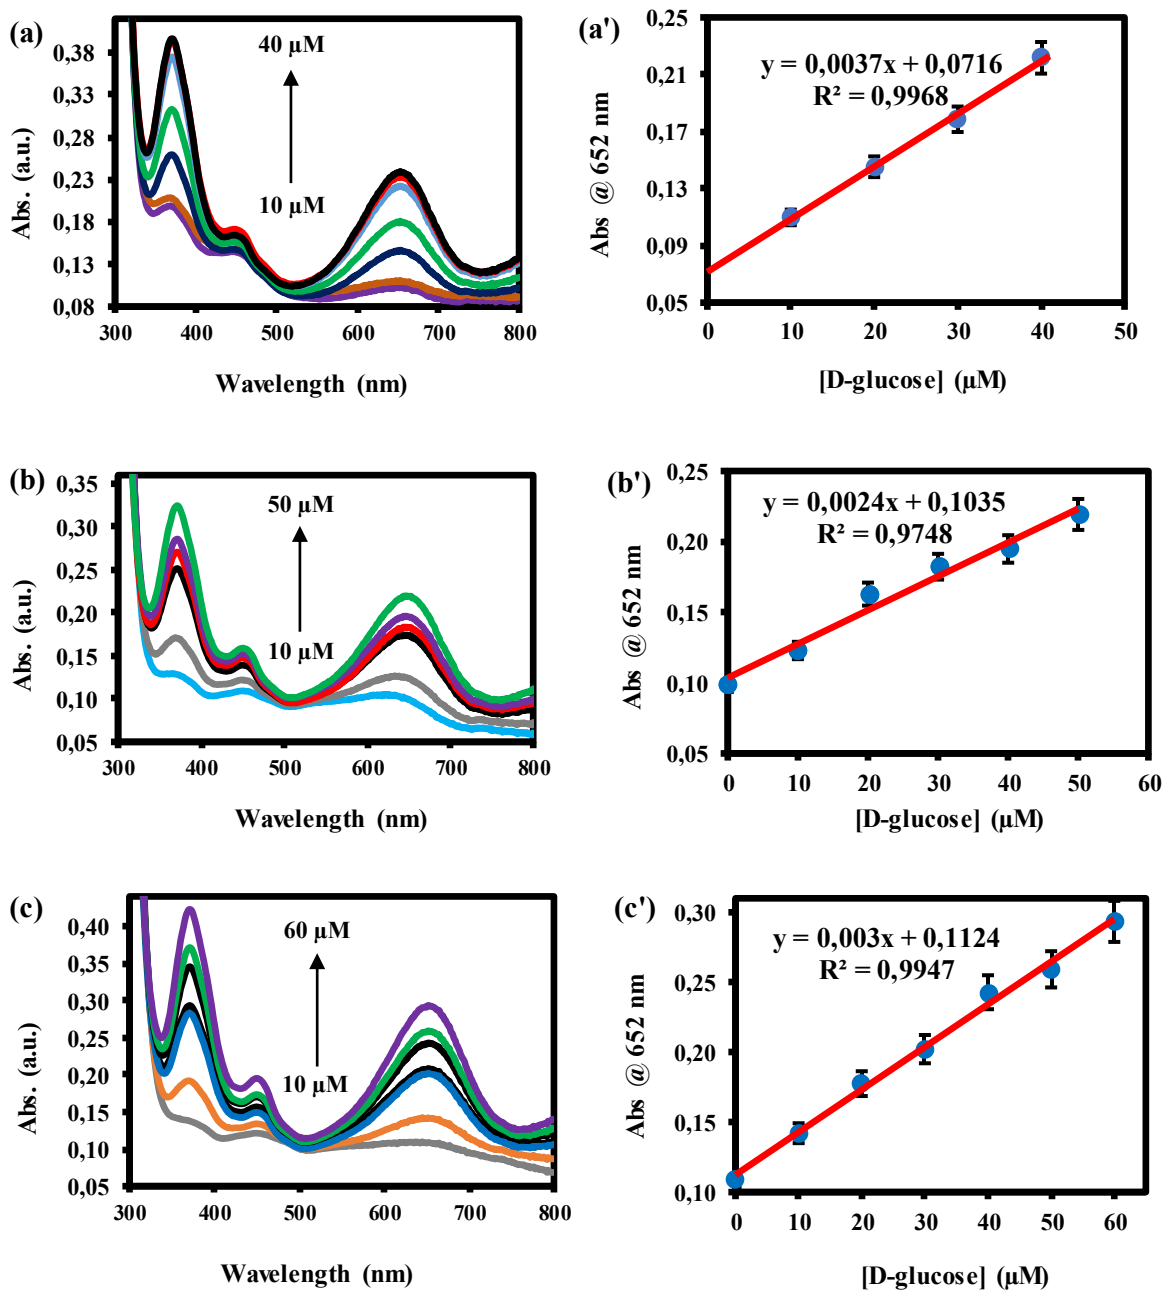 (a)
0,38
0,33
0,28
0,23
0,18
0,13
0,08
Abs. (a.u.)
40 µM
10 µM
300 400 500 600 700 800
Wavelength (nm)
(a')
0,25
0,21
0,17
0,13
0,09
0,05
Abs @ 652 nm
y = 0,0037x + 0,0716
R² = 0,9968
0 10 20 30 40 50
[D-glucose] (µM)
(b)
0,35
0,30
0,25
0,20
0,15
0,10
0,05
Abs. (a.u.)
50 µM
10 µM
300 400 500 600 700 800
Wavelength (nm)
(b')
0,25
0,20
0,15
0,10
0,05
Abs @ 652 nm
y = 0,0024x + 0,1035
R² = 0,9748
0 10 20 30 40 50 60
[D-glucose] (µM)
(c)
0,40
0,35
0,30
0,25
0,20
0,15
0,10
0,05
Abs. (a.u.)
60 µM
10 µM
300 400 500 600 700 800
Wavelength (nm)
(c')
0,30
0,25
0,20
0,15
0,10
Abs @ 652 nm
y = 0,003x + 0,1124
R² = 0,9947
0 10 20 30 40 50 60
[D-glucose] (µM)